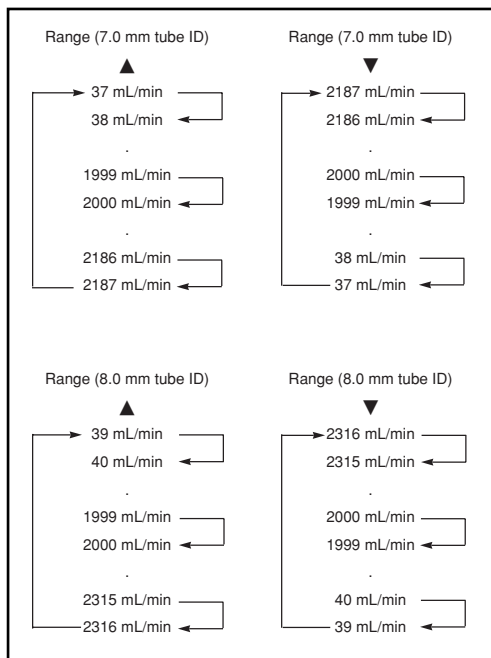 Range (7.0 mm tube ID)
▲
37 mL/min
38 mL/min
.
1999 mL/min
2000 mL/min
.
2186 mL/min
2187 mL/min
Range (7.0 mm tube ID)
▼
2187 mL/min
2186 mL/min
.
2000 mL/min
1999 mL/min
.
38 mL/min
37 mL/min
Range (8.0 mm tube ID)
▲
39 mL/min
40 mL/min
.
1999 mL/min
2000 mL/min
.
2315 mL/min
2316 mL/min
Range (8.0 mm tube ID)
▼
2316 mL/min
2315 mL/min
.
2000 mL/min
1999 mL/min
.
40 mL/min
39 mL/min